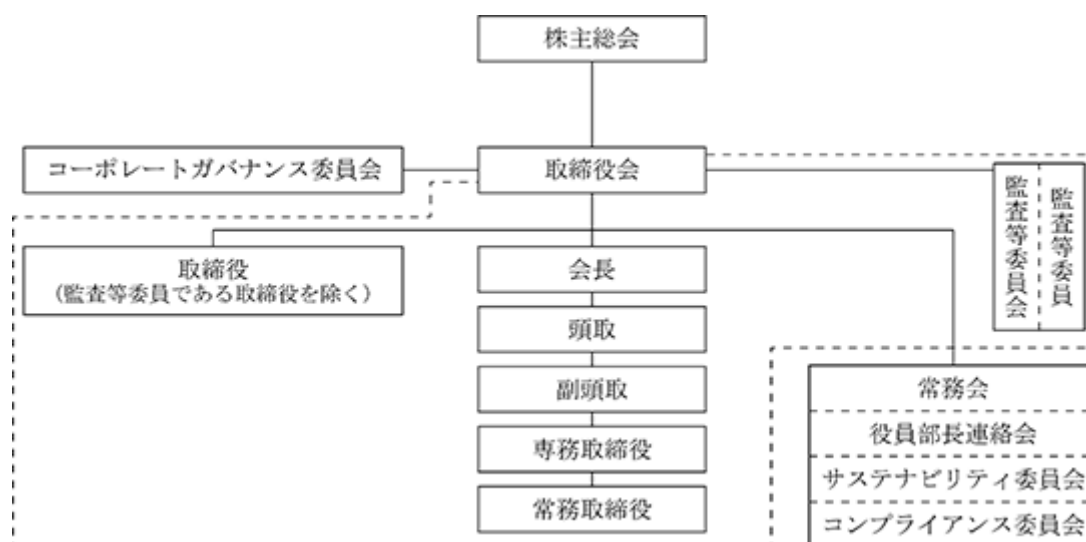 株主総会
コーポレートガバナンス委員会
取締役会
監査等委員会
監査等委員
取締役
(監査等委員である取締役を除く)
会長
頭取
副頭取
専務取締役
常務取締役
常務会
役員部長連絡会
サステナビリティ委員会
コンプライアンス委員会